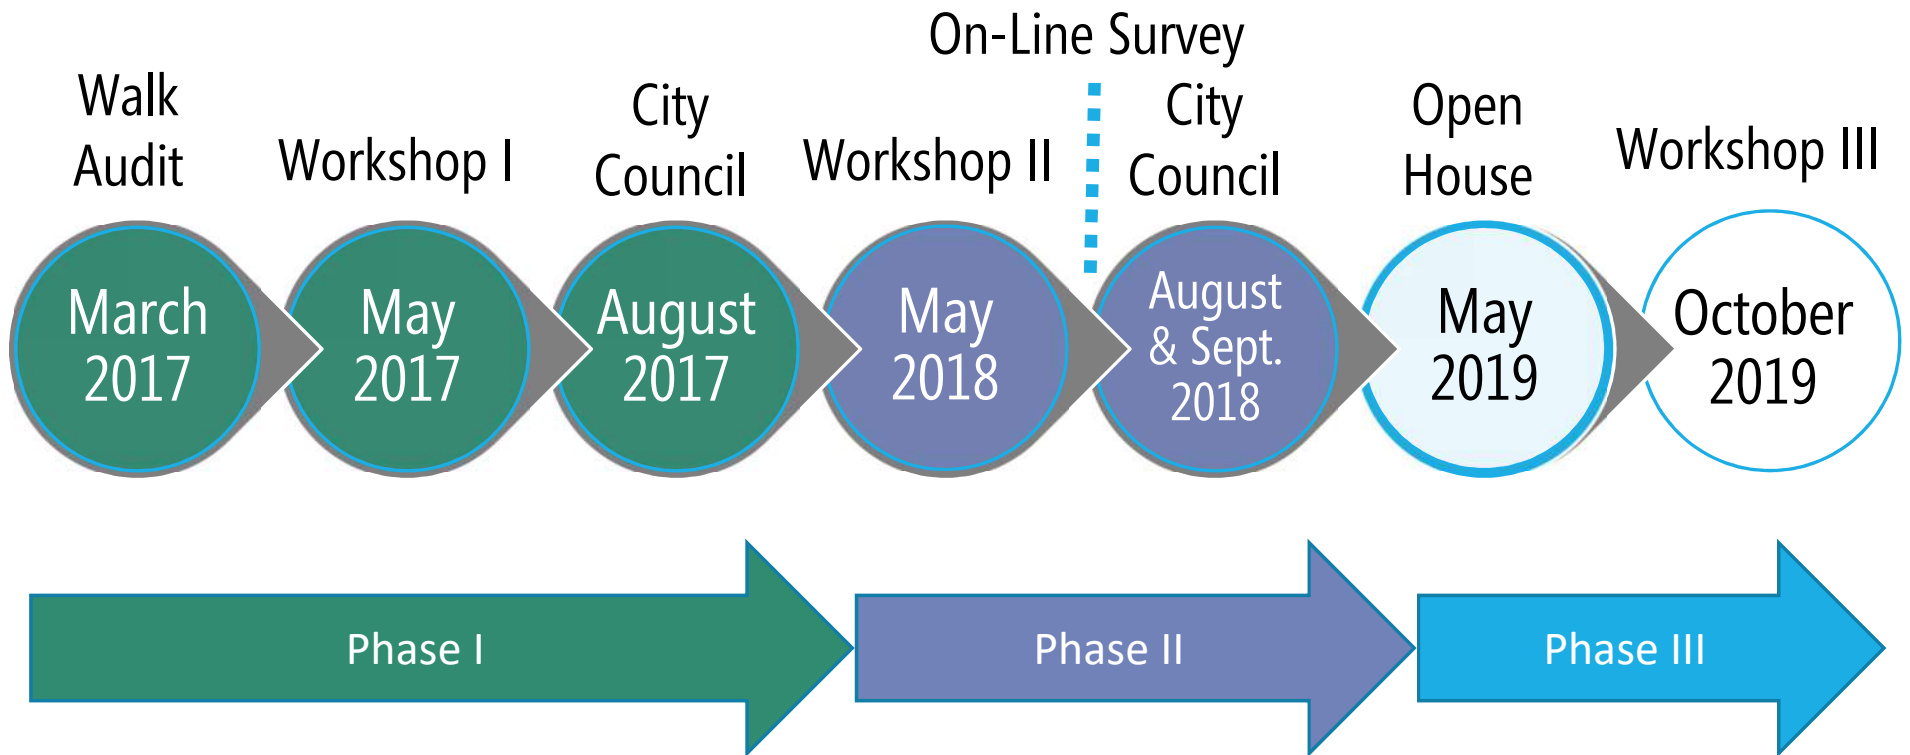 On-Line Survey
Walk
Audit
Workshop I
City
Council
Workshop II
City
Council
Open
House
Workshop III
March
2017
May
2017
August
2017
May
2018
August
& Sept.
2018
May
2019
October
2019
Phase I
Phase II
Phase III